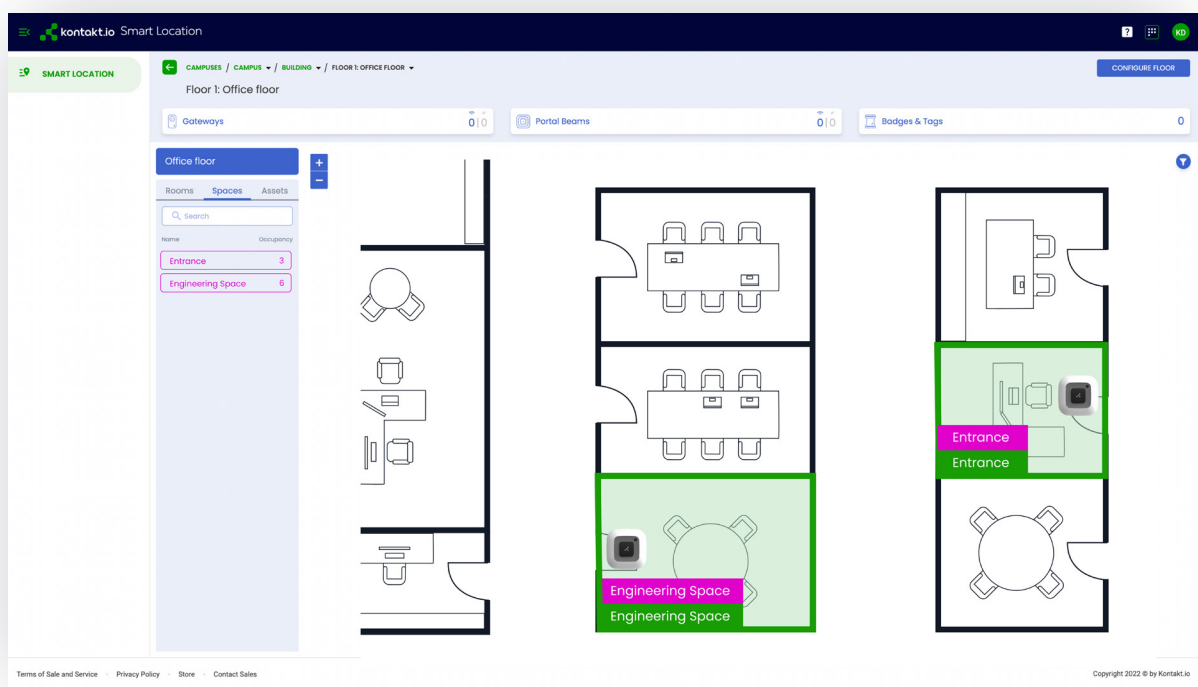 kontakt.io Smart Location
?
KD
SMART LOCATION
CAMPUSES / CAMPUS / BUILDING / FLOOR 1: OFFICE FLOOR
CONFIGURE FLOOR
Floor 1: Office floor
Gateways 0 | 0
Portal Beams 0 | 0
Badges & Tags 0
Office floor
+
−
Rooms Spaces Assets
Search
Name Occupancy
Entrance 3
Engineering Space 6
Entrance
Entrance
Engineering Space
Engineering Space
Terms of Sale and Service · Privacy Policy · Store · Contact Sales
Copyright 2022 © by Kontakt.io